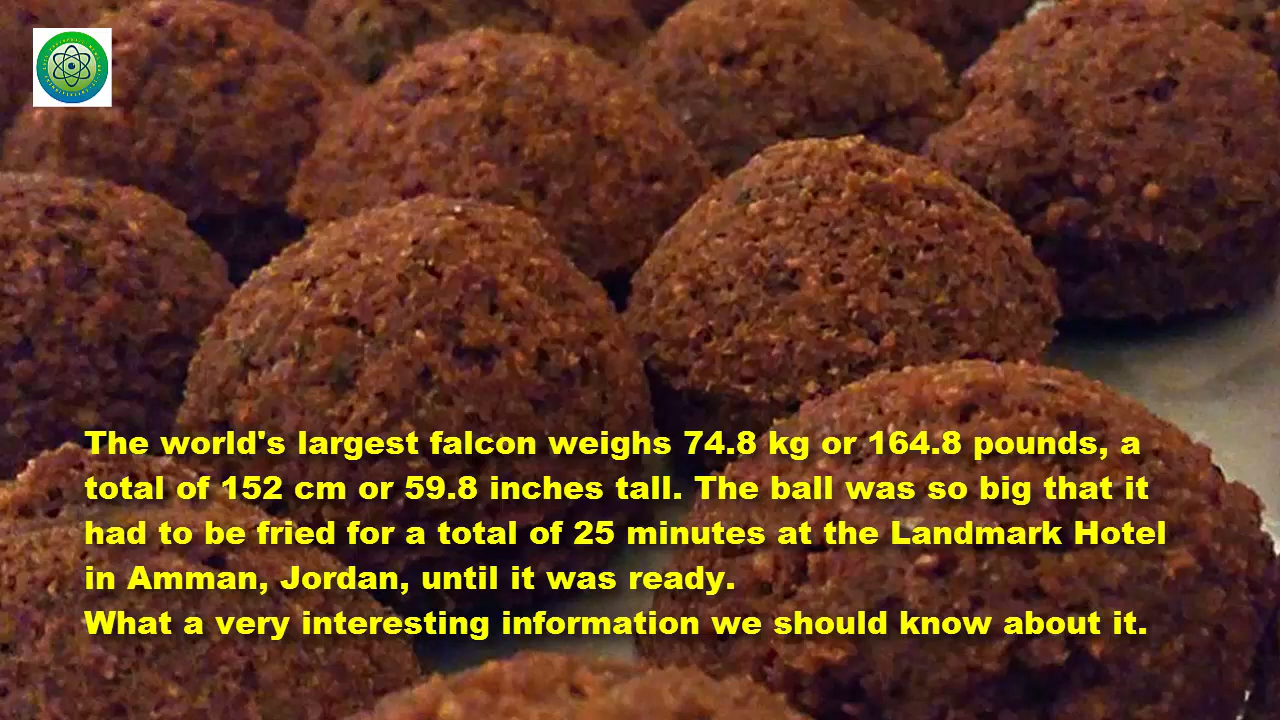 The world's largest falcon weighs 74.8 kg or 164.8 pounds, a
total of 152 cm or 59.8 inches tall. The ball was so big that it
had to be fried for a total of 25 minutes at the Landmark Hotel
in Amman, Jordan, until it was ready.
What a very interesting information we should know about it.